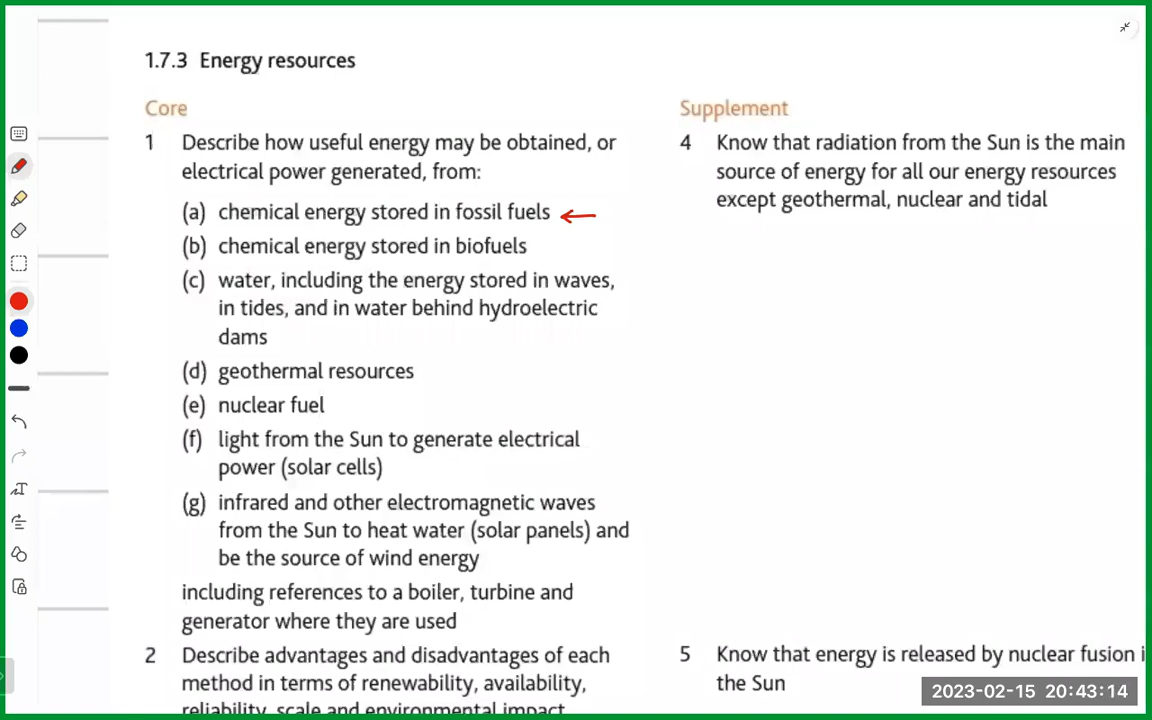 1.7.3 Energy resources
Core
1 Describe how useful energy may be obtained, or
electrical power generated, from:
(a) chemical energy stored in fossil fuels
(b) chemical energy stored in biofuels
(c) water, including the energy stored in waves,
in tides, and in water behind hydroelectric
dams
(d) geothermal resources
(e) nuclear fuel
(f) light from the Sun to generate electrical
power (solar cells)
(g) infrared and other electromagnetic waves
from the Sun to heat water (solar panels) and
be the source of wind energy
including references to a boiler, turbine and
generator where they are used
2 Describe advantages and disadvantages of each
method in terms of renewability, availability,
reliability, scale and environmental impact
Supplement
4 Know that radiation from the Sun is the main
source of energy for all our energy resources
except geothermal, nuclear and tidal
5 Know that energy is released by nuclear fusion i
the Sun
2023-02-15 20:43:14